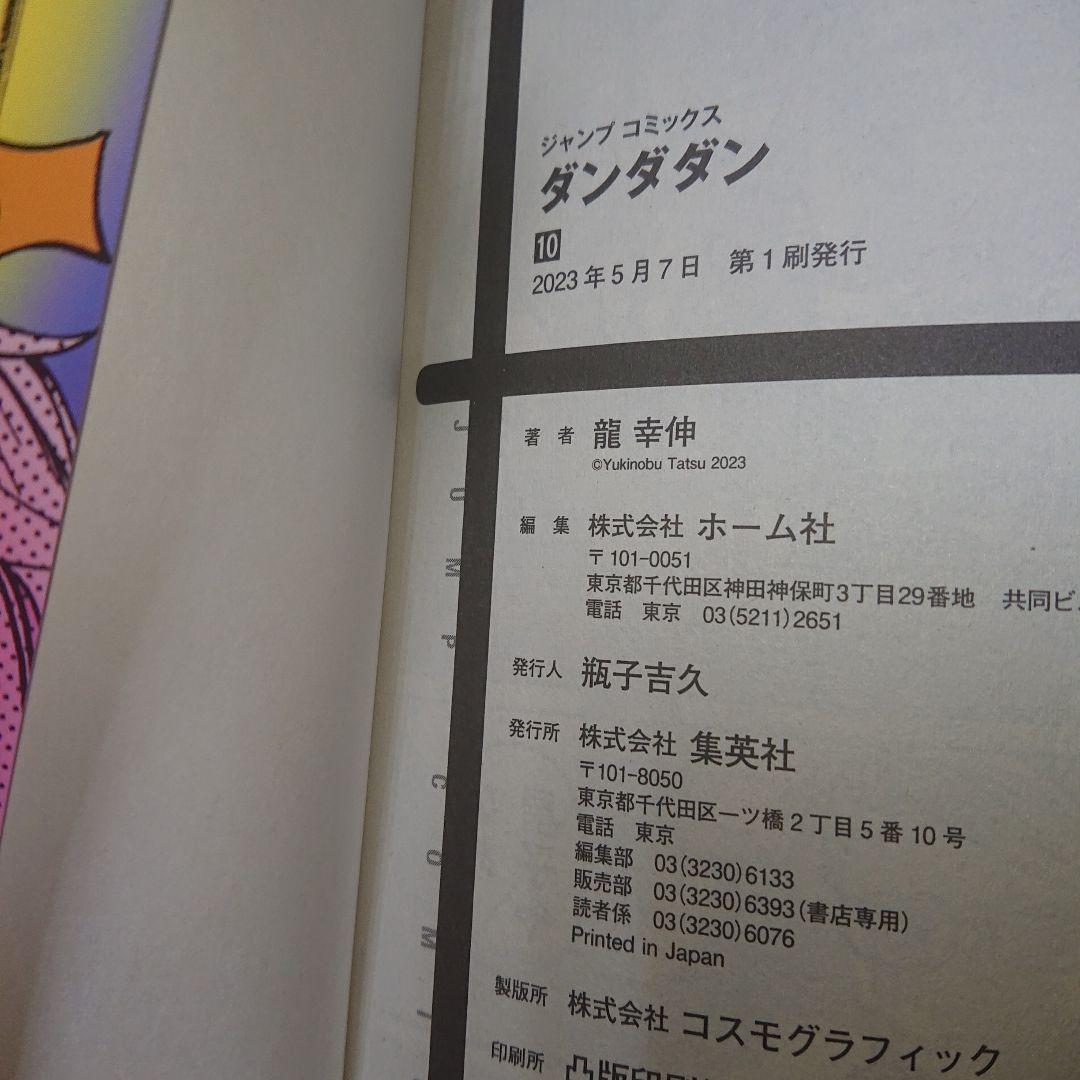 ジャンプ コミックス
ダンダダン
10
2023年5月7日 第1刷発行
著者 龍 幸伸
©Yukinobu Tatsu 2023
編集 株式会社 ホーム社
〒101-0051
東京都千代田区神田神保町3丁目29番地 共同ビ
電話 東京 03(5211)2651
発行人 瓶子吉久
発行所 株式会社 集英社
〒101-8050
東京都千代田区一ツ橋2丁目5番10号
電話 東京
編集部 03(3230)6133
販売部 03(3230)6393(書店専用)
読者係 03(3230)6076
Printed in Japan
製版所 株式会社 コスモグラフィック
印刷所 凸版印刷
JUMP COMI